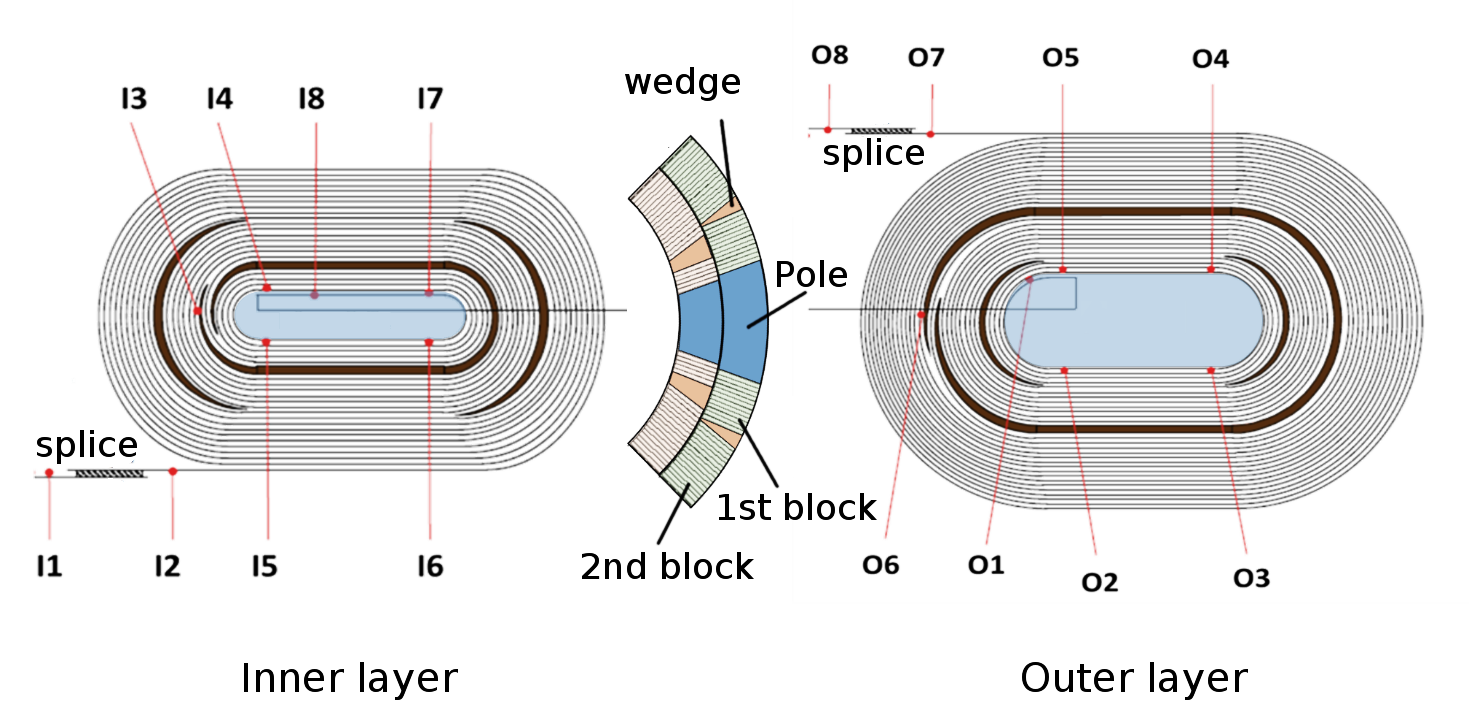 O8 O7 O5 O4
wedge
I3 I4 I8 I7
splice
Pole
splice
1st block
2nd block
I1 I2 I5 I6
O6 O1 O2 O3
Inner layer
Outer layer